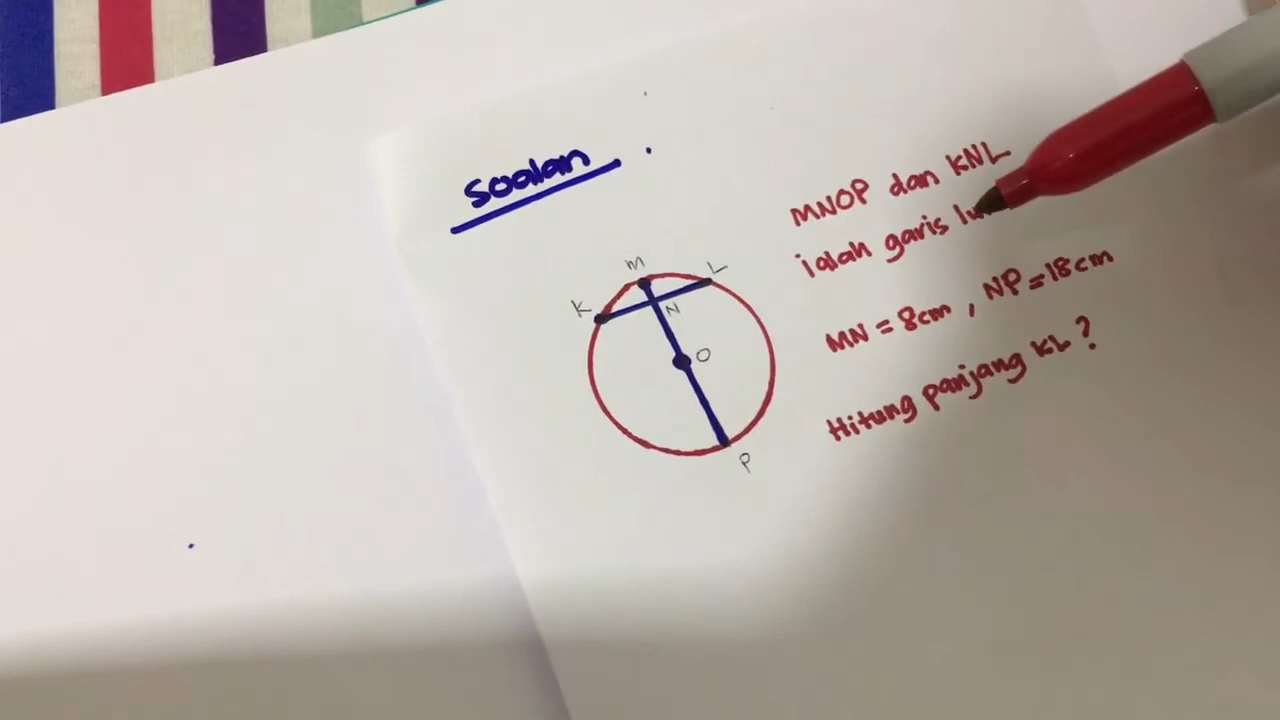 Soalan
MNOP dan KNL
ialah garis
MN = 8cm , NP = 18cm
Hitung panjang KL ?
M
L
K
N
O
P